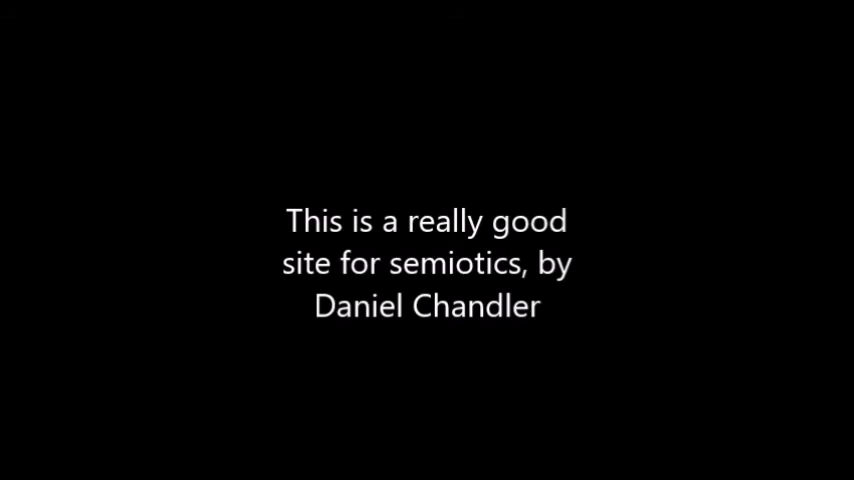 This is a really good
site for semiotics, by
Daniel Chandler